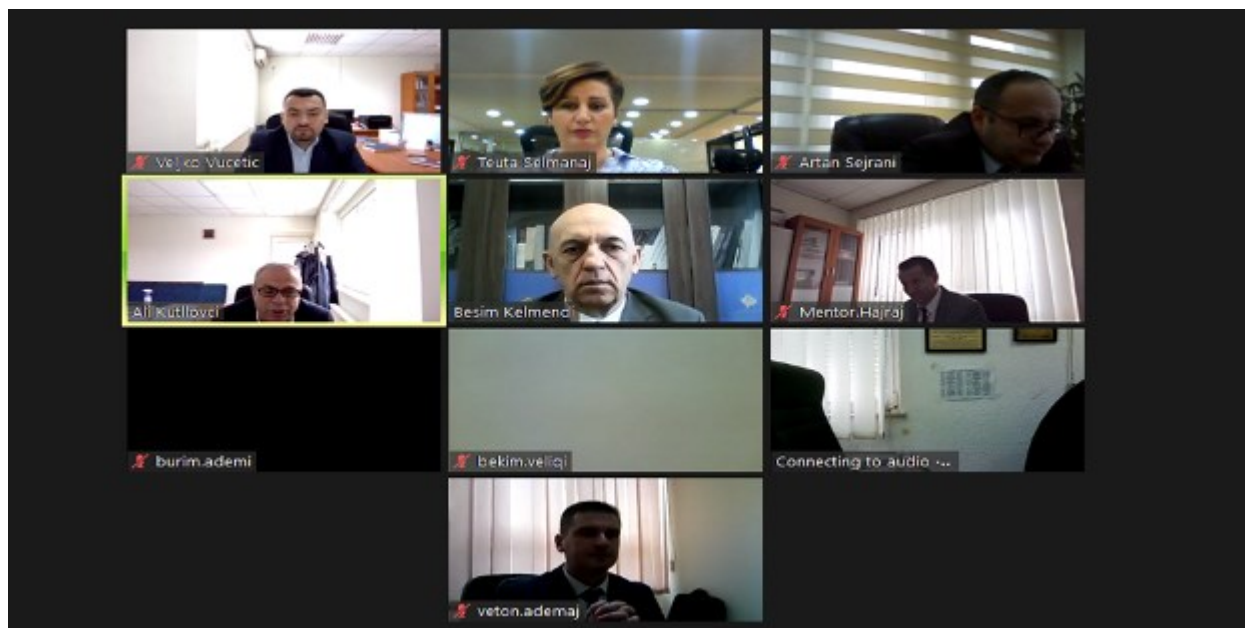 Veljko Vucetic
Teuta Selmanaj
Artan Sejrani
Ali Kutllovci
Besim Kelmendi
Mentor.Hajraj
burim.ademi
bekim.veliqi
Connecting to audio ·..
veton.ademaj